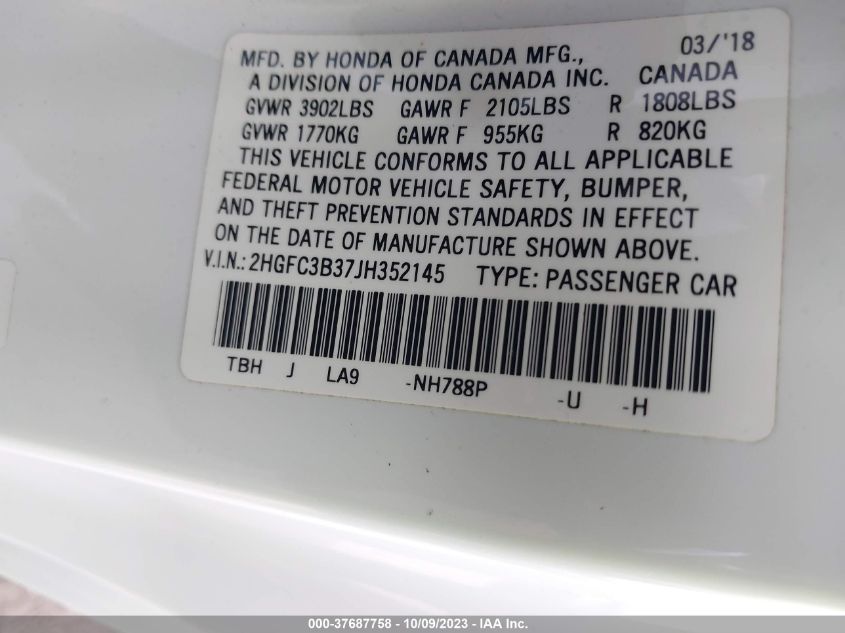 MFD. BY HONDA OF CANADA MFG., 03/'18
A DIVISION OF HONDA CANADA INC. CANADA
GVWR 3902LBS GAWR F 2105LBS R 1808LBS
GVWR 1770KG GAWR F 955KG R 820KG
THIS VEHICLE CONFORMS TO ALL APPLICABLE
FEDERAL MOTOR VEHICLE SAFETY, BUMPER,
AND THEFT PREVENTION STANDARDS IN EFFECT
ON THE DATE OF MANUFACTURE SHOWN ABOVE.
V.I.N.: 2HGFC3B37JH352145 TYPE: PASSENGER CAR
TBH J LA9 -NH788P -U -H
000-37687758 - 10/09/2023 - IAA Inc.